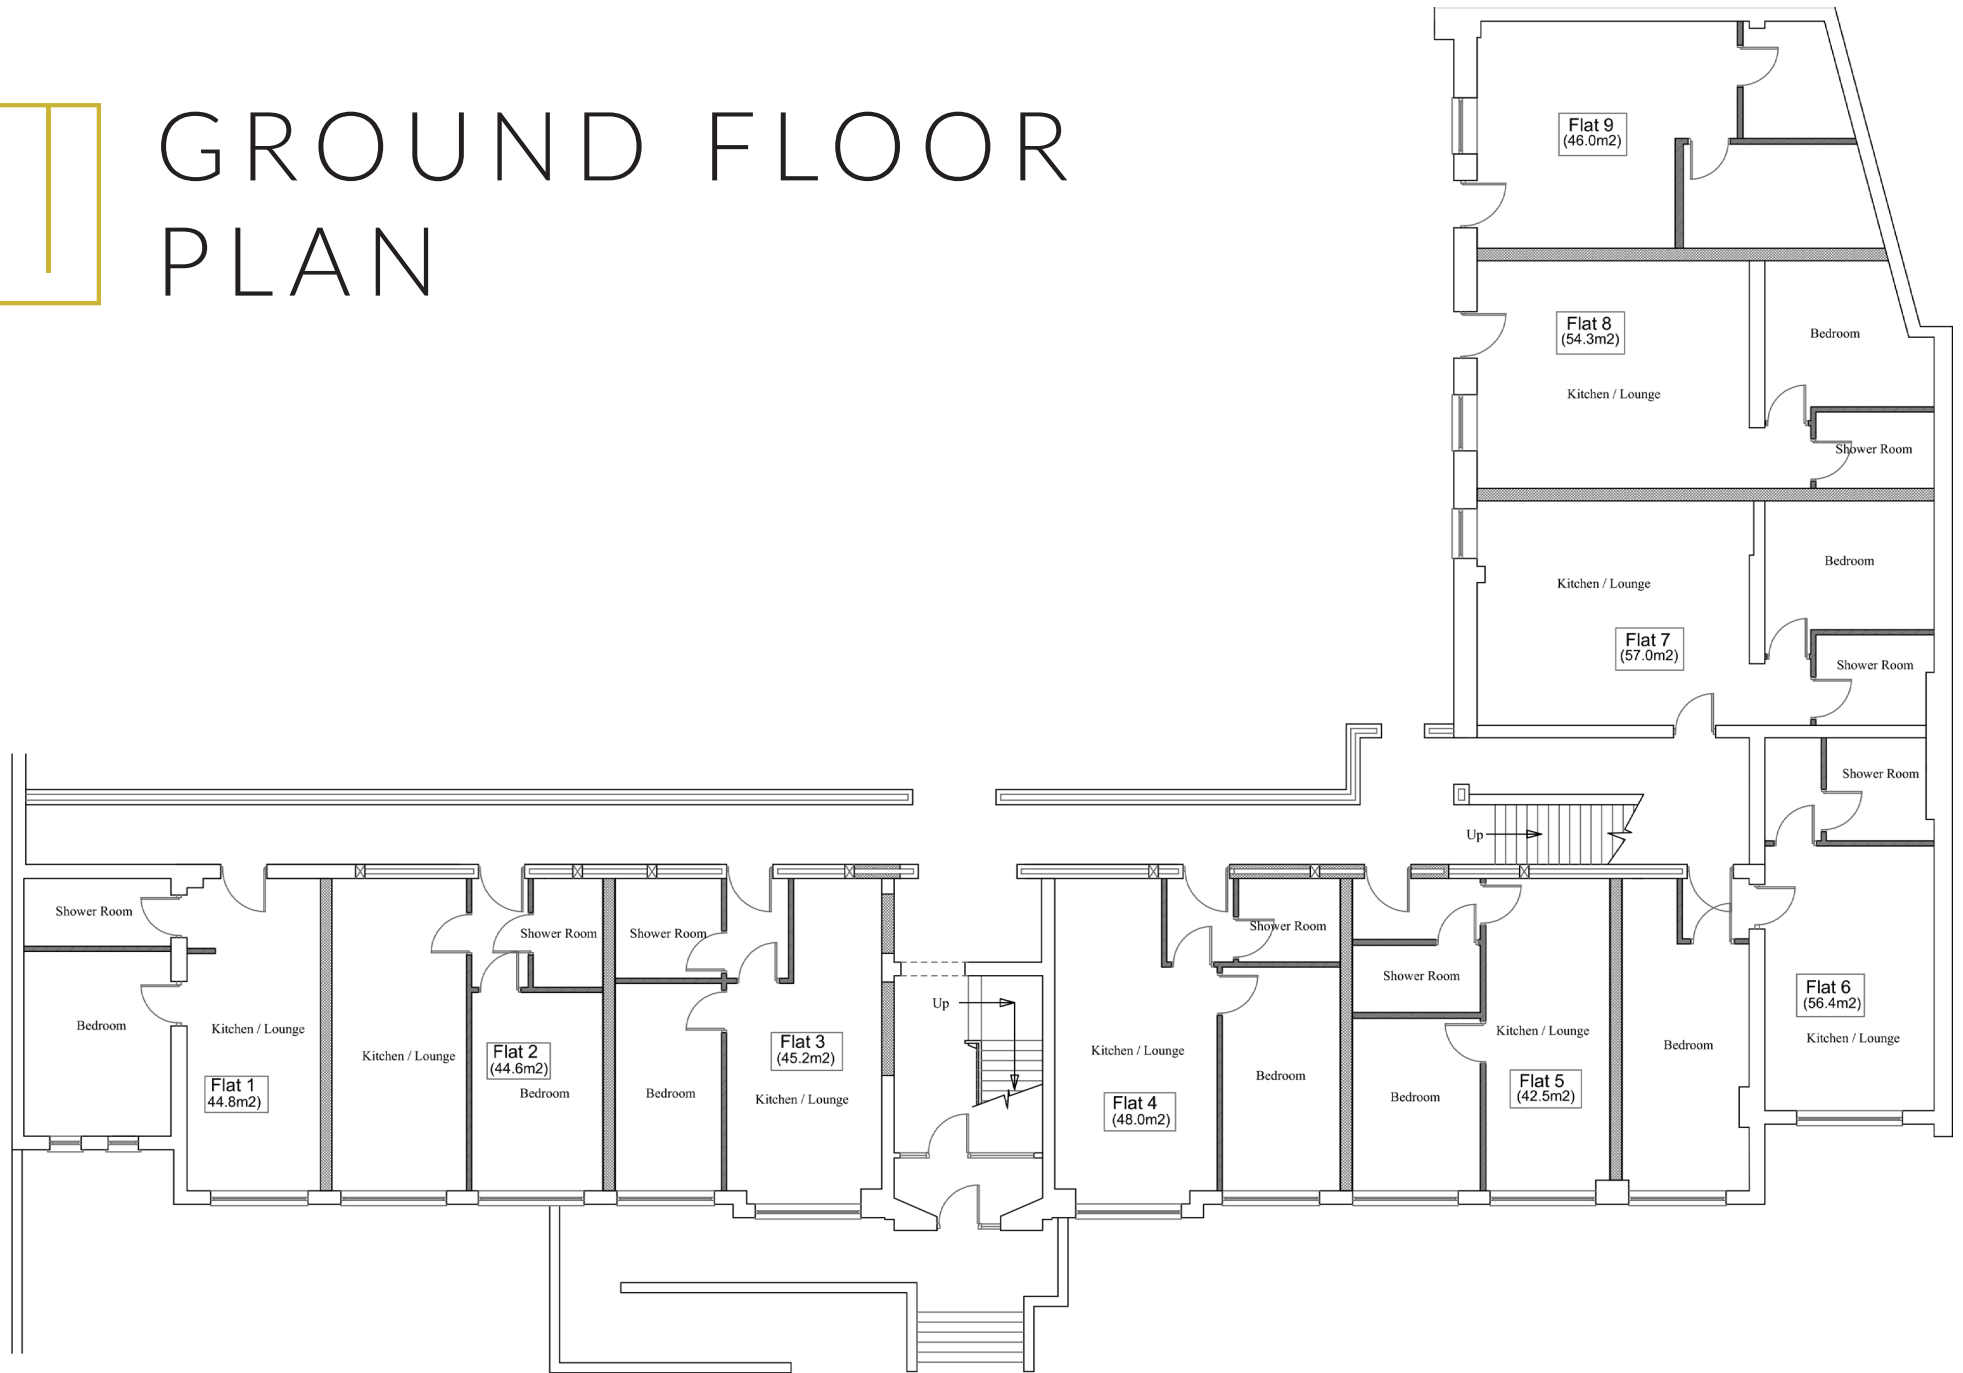 GROUND FLOOR
PLAN
Flat 9
(46.0m2)
Flat 8
(54.3m2)
Bedroom
Kitchen / Lounge
Shower Room
Bedroom
Kitchen / Lounge
Flat 7
(57.0m2)
Shower Room
Shower Room
Up
Shower Room
Bedroom
Kitchen / Lounge
Flat 1
44.8m2)
Kitchen / Lounge
Shower Room
Flat 2
(44.6m2)
Bedroom
Shower Room
Bedroom
Flat 3
(45.2m2)
Kitchen / Lounge
Up
Kitchen / Lounge
Flat 4
(48.0m2)
Shower Room
Bedroom
Shower Room
Bedroom
Kitchen / Lounge
Flat 5
(42.5m2)
Bedroom
Flat 6
(56.4m2)
Kitchen / Lounge